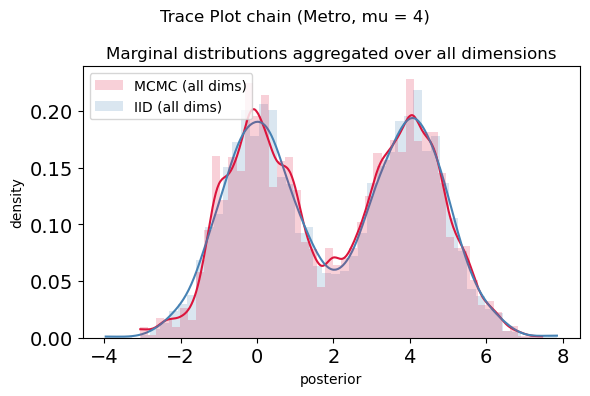 Trace Plot chain (Metro, mu = 4)
Marginal distributions aggregated over all dimensions
MCMC (all dims)
IID (all dims)
density
0.20
0.15
0.10
0.05
0.00
−4 −2 0 2 4 6 8
posterior